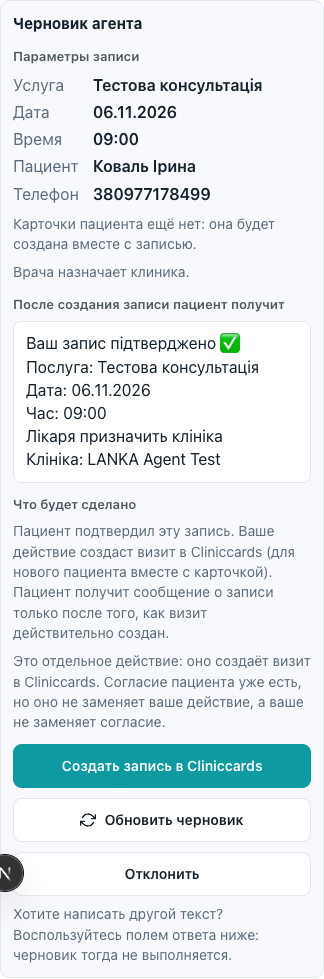 Черновик агента
Параметры записи
Услуга Тестова консультація
Дата 06.11.2026
Время 09:00
Пациент Коваль Ірина
Телефон 380977178499
Карточки пациента ещё нет: она будет
создана вместе с записью.
Врача назначает клиника.
После создания записи пациент получит
Ваш запис підтверджено ✅
Послуга: Тестова консультація
Дата: 06.11.2026
Час: 09:00
Лікаря призначить клініка
Клініка: LANKA Agent Test
Что будет сделано
Пациент подтвердил эту запись. Ваше
действие создаст визит в Cliniccards (для
нового пациента вместе с карточкой).
Пациент получит сообщение о записи
только после того, как визит
действительно создан.
Это отдельное действие: оно создаёт визит
в Cliniccards. Согласие пациента уже есть,
но оно не заменяет ваше действие, а ваше
не заменяет согласие.
Создать запись в Cliniccards
Обновить черновик
N
Отклонить
Хотите написать другой текст?
Воспользуйтесь полем ответа ниже:
черновик тогда не выполняется.